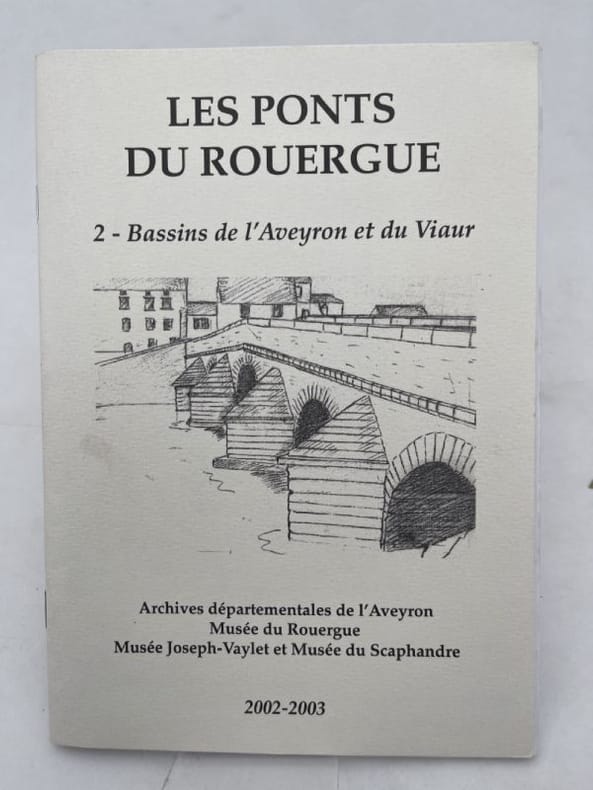 LES PONTS
DU ROUERGUE
2 - Bassins de l'Aveyron et du Viaur
Archives départementales de l'Aveyron
Musée du Rouergue
Musée Joseph-Vaylet et Musée du Scaphandre
2002-2003